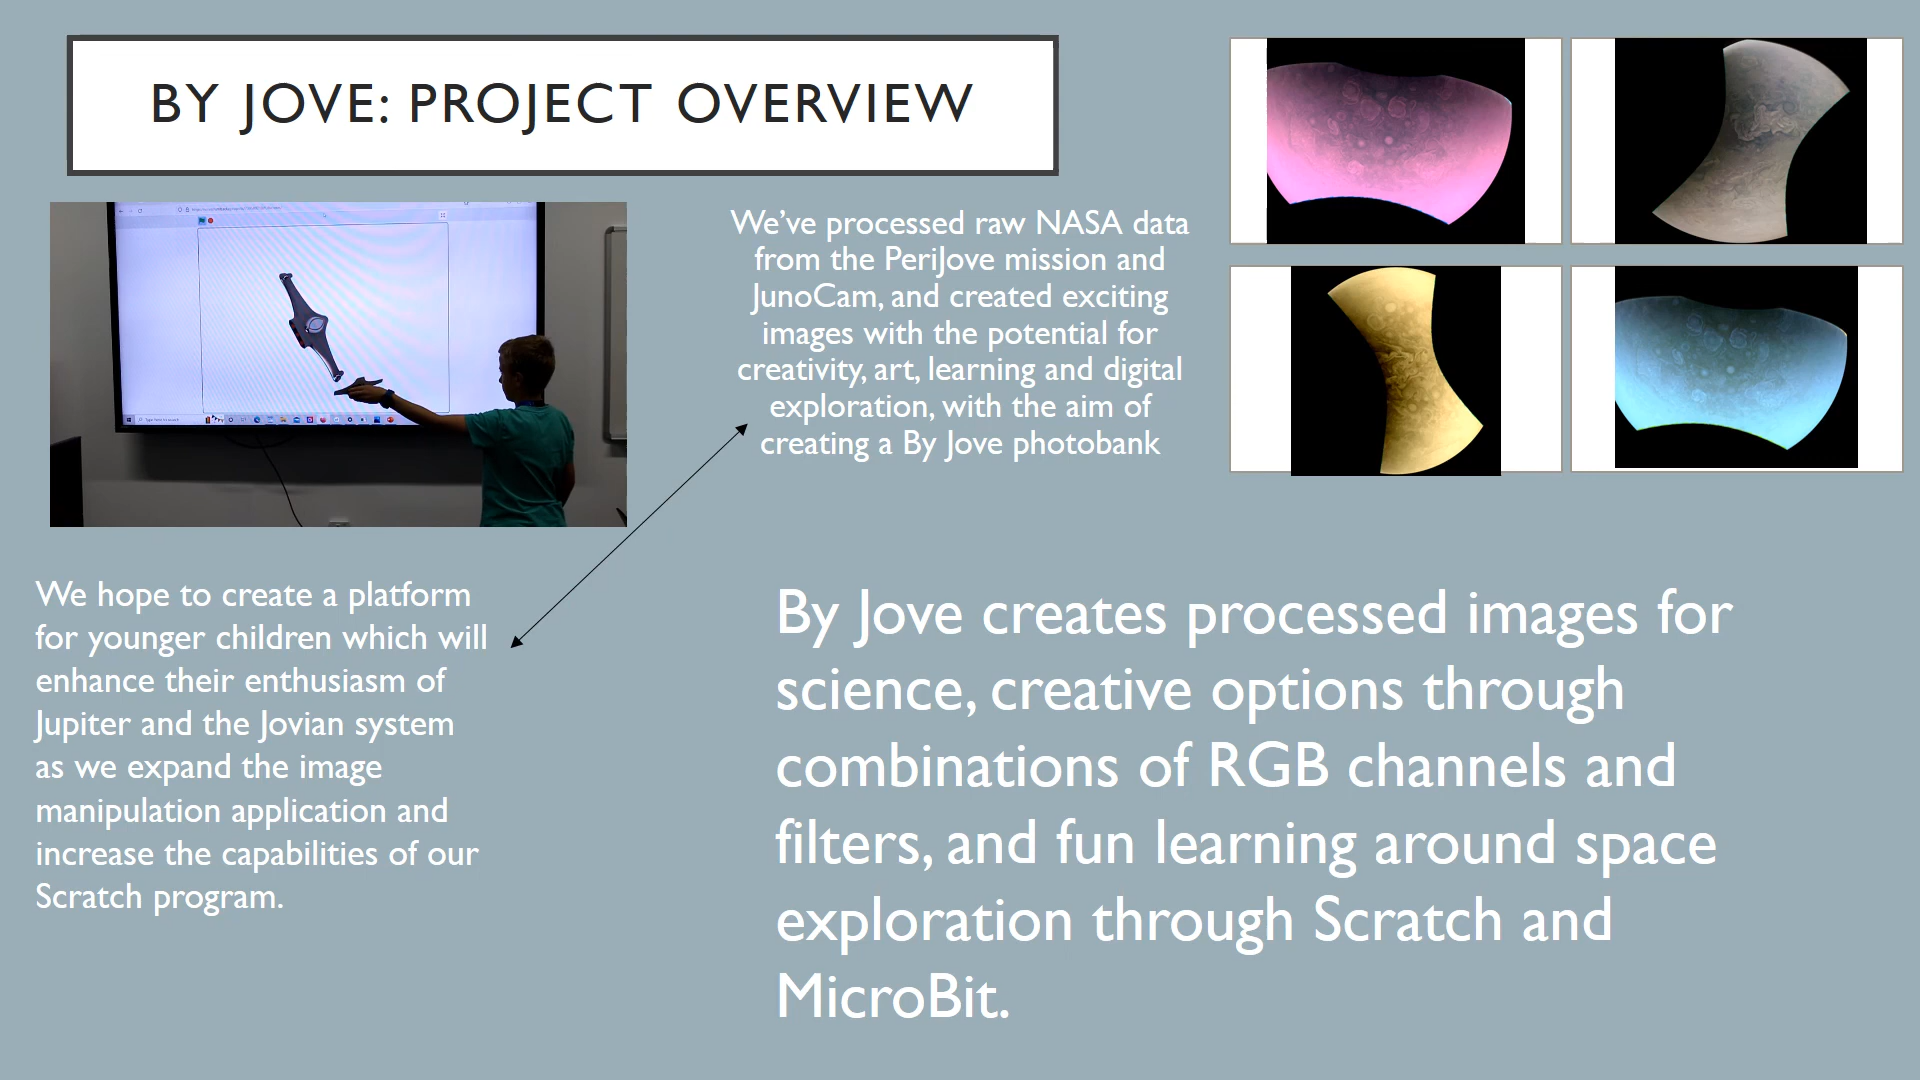 BY JOVE: PROJECT OVERVIEW
We've processed raw NASA data
from the PeriJove mission and
JunoCam, and created exciting
images with the potential for
creativity, art, learning and digital
exploration, with the aim of
creating a By Jove photobank
We hope to create a platform
for younger children which will
enhance their enthusiasm of
Jupiter and the Jovian system
as we expand the image
manipulation application and
increase the capabilities of our
Scratch program.
By Jove creates processed images for
science, creative options through
combinations of RGB channels and
filters, and fun learning around space
exploration through Scratch and
MicroBit.